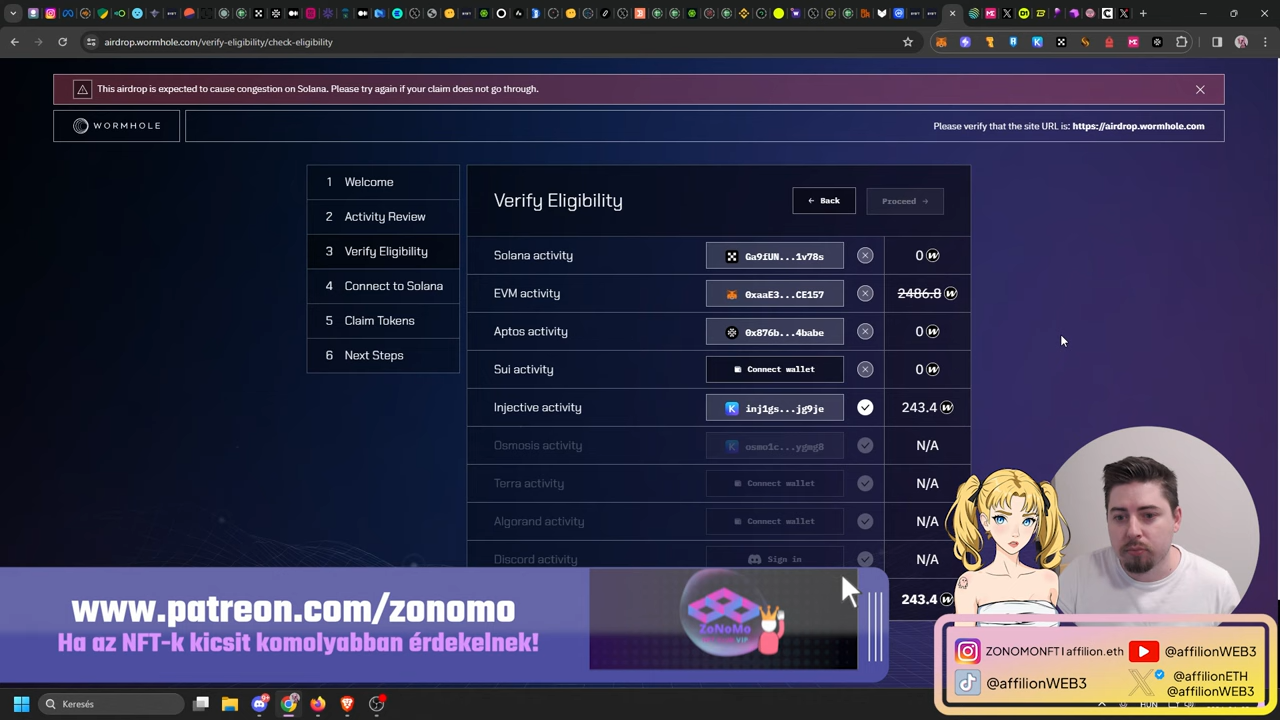 airdrop.wormhole.com/verify-eligibility/check-eligibility
This airdrop is expected to cause congestion on Solana. Please try again if your claim does not go through.
WORMHOLE
Please verify that the site URL is: https://airdrop.wormhole.com
1 Welcome
2 Activity Review
3 Verify Eligibility
4 Connect to Solana
5 Claim Tokens
6 Next Steps
Verify Eligibility
← Back
Proceed →
Solana activity Ga9fUN...1v78s 0
EVM activity 0xaaE3...CE157 2486.8
Aptos activity 0x876b...4babe 0
Sui activity Connect wallet 0
Injective activity inj1gs...jg9je 243.4
Osmosis activity osmo1c...ygmg8 N/A
Terra activity Connect wallet N/A
Algorand activity Connect wallet N/A
Discord activity Sign in N/A
243.4
www.patreon.com/zonomo
Ha az NFT-k kicsit komolyabban érdekelnek!
ZoNoMo
VIP
ZONOMONFT | affilion.eth
@affilionWEB3
@affilionWEB3
@affilionETH
@affilionWEB3
Keresés
HUN